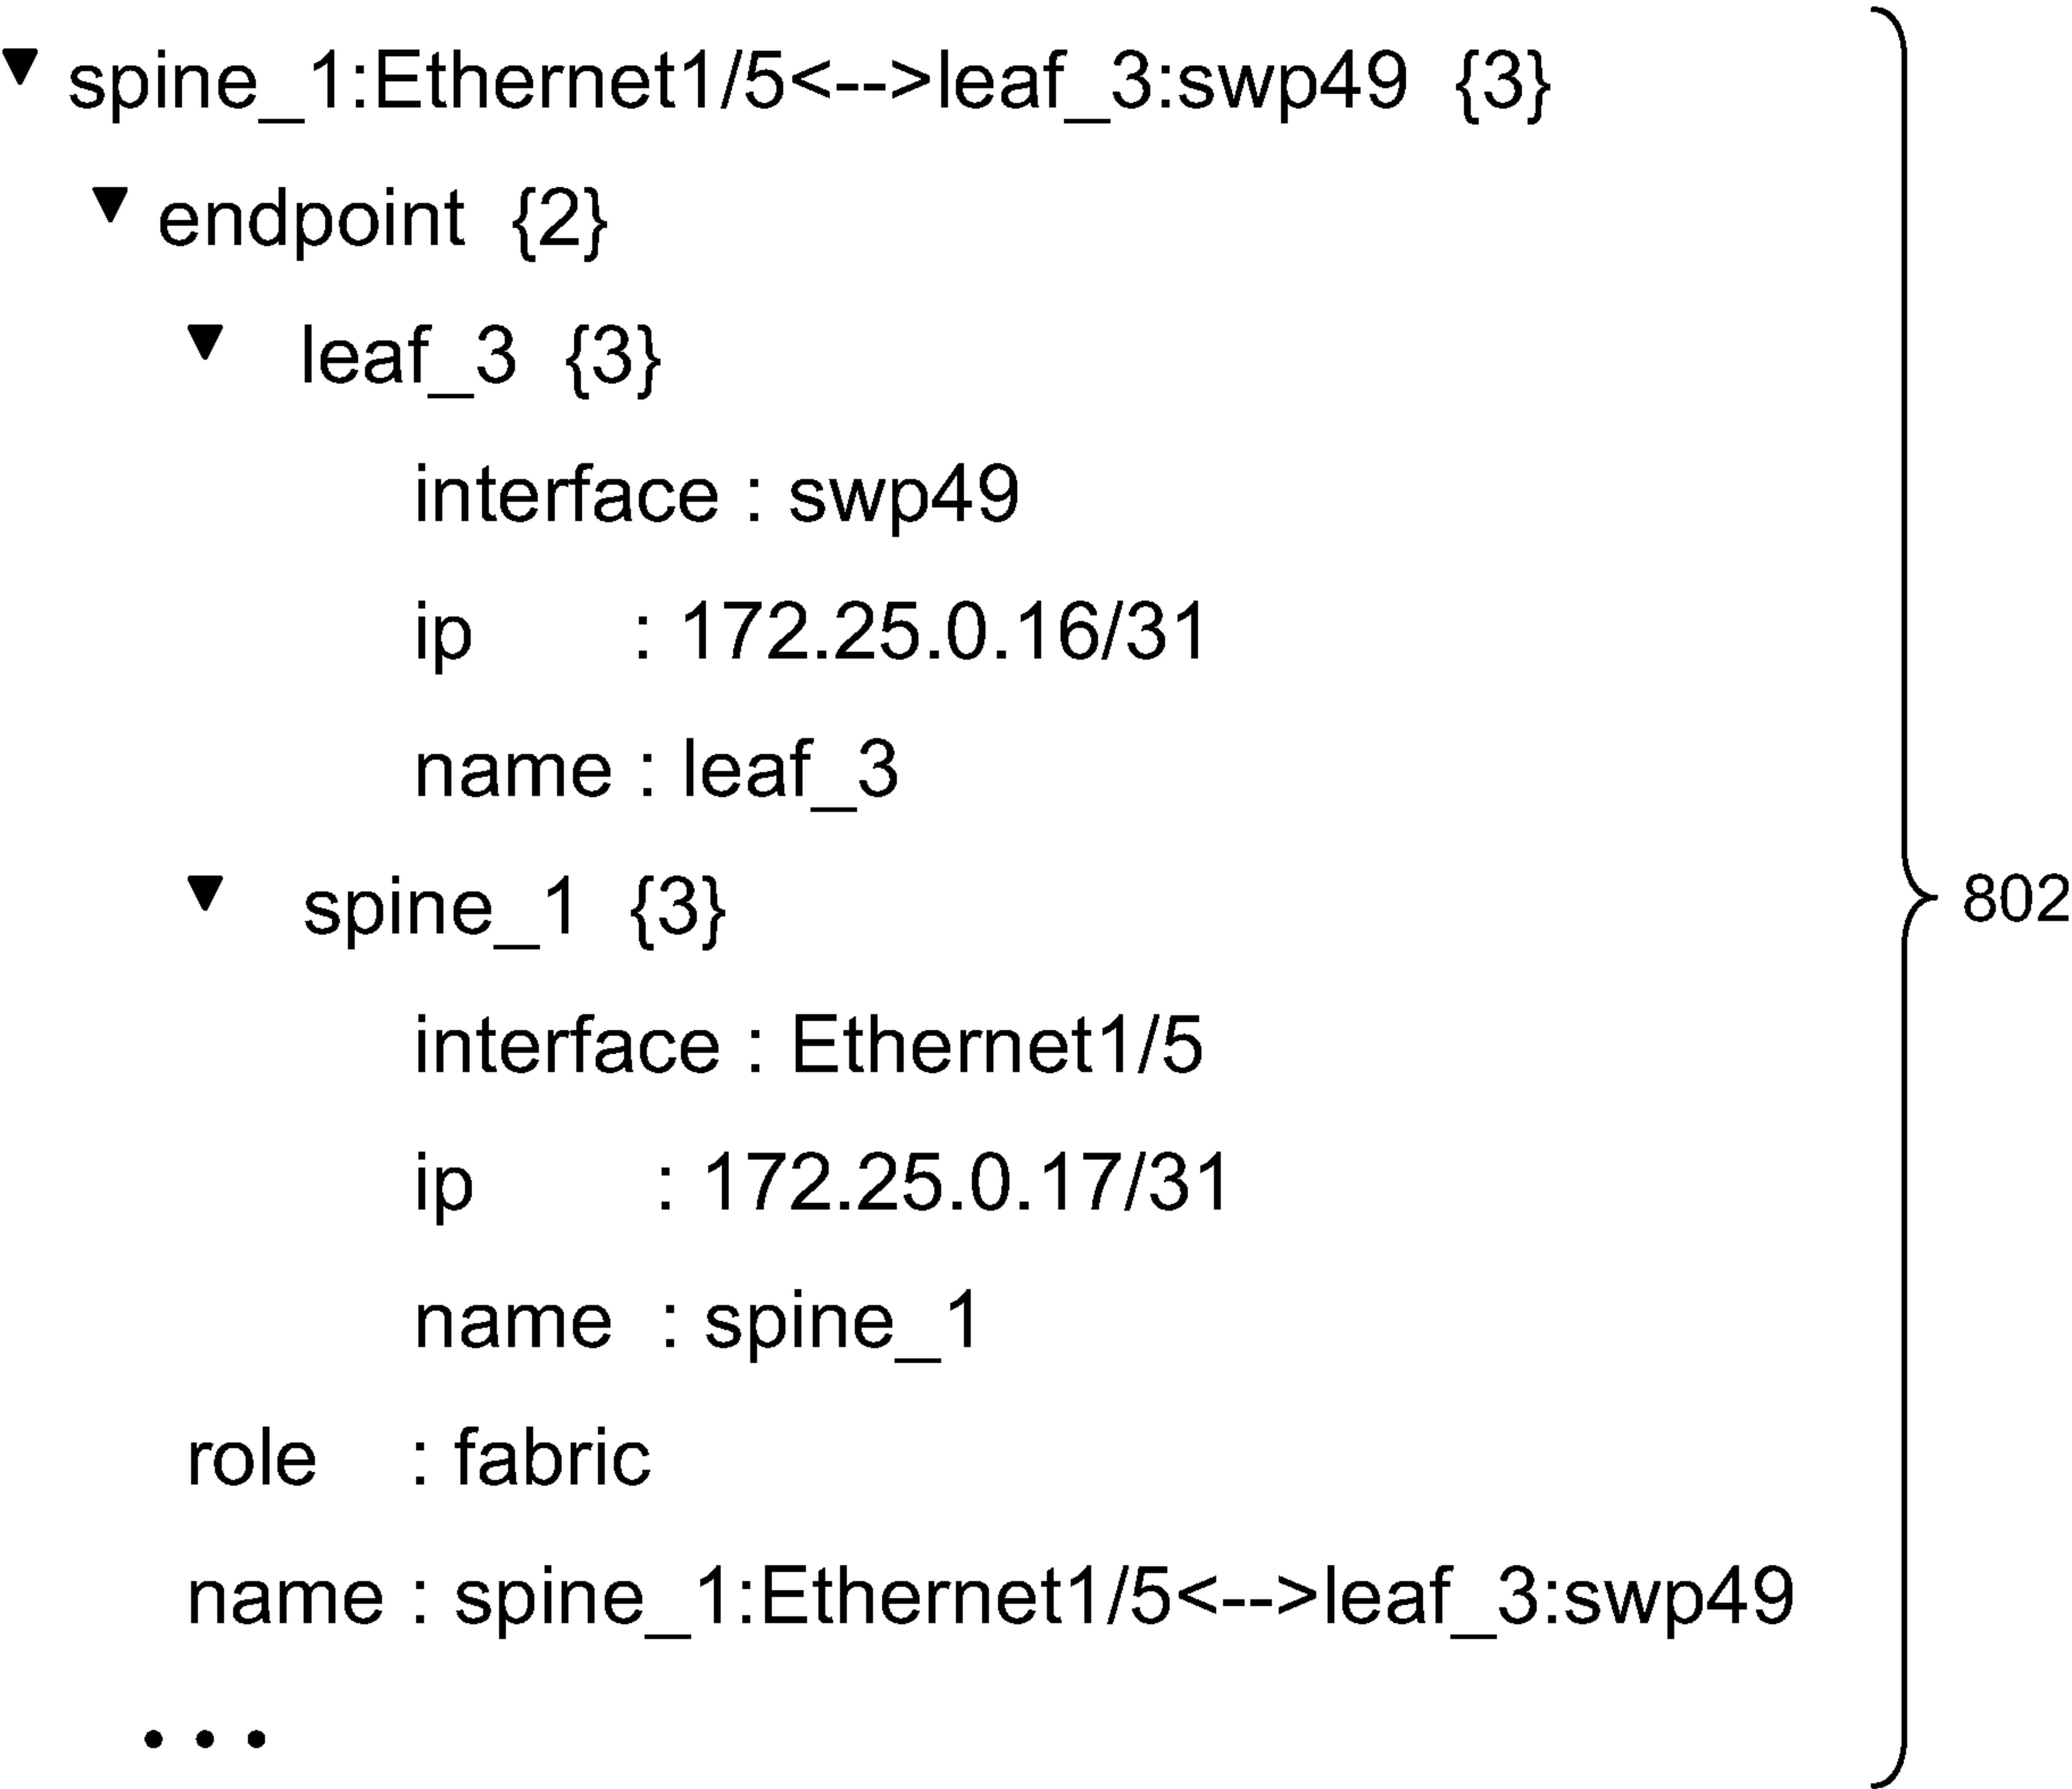 ▼ spine_1:Ethernet1/5<-->leaf_3:swp49 {3}
▼ endpoint {2}
▼ leaf_3 {3}
interface : swp49
ip : 172.25.0.16/31
name : leaf_3
▼ spine_1 {3}
802
interface : Ethernet1/5
ip : 172.25.0.17/31
name : spine_1
role : fabric
name : spine_1:Ethernet1/5<-->leaf_3:swp49
• • •